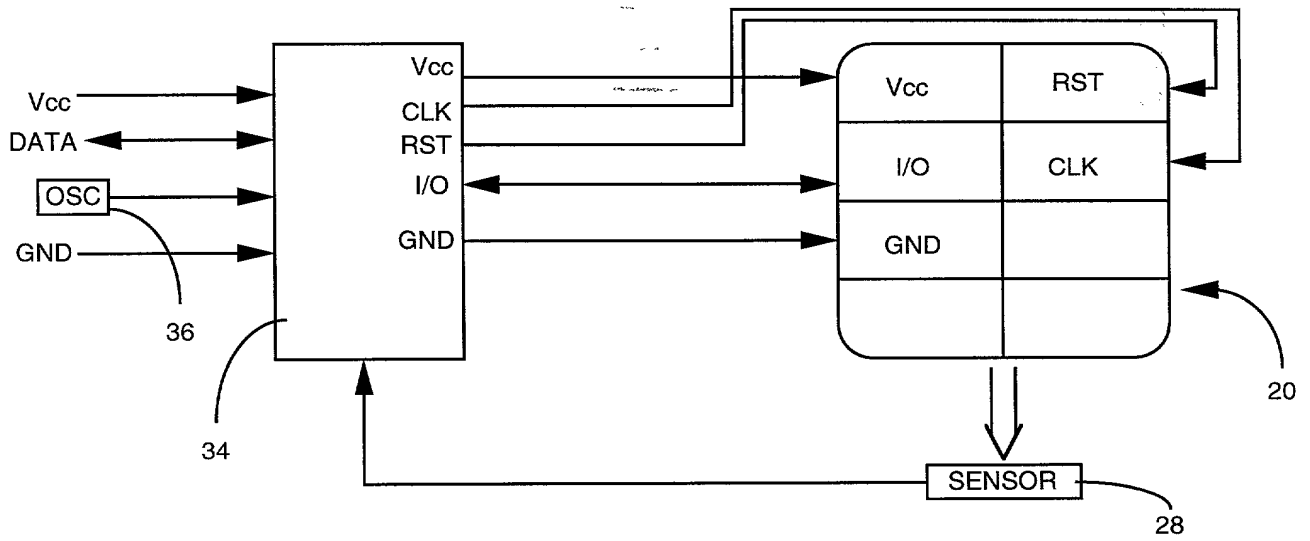 Vcc
DATA
OSC
GND
36
34
Vcc
CLK
RST
I/O
GND
Vcc
RST
I/O
CLK
GND
20
SENSOR
28